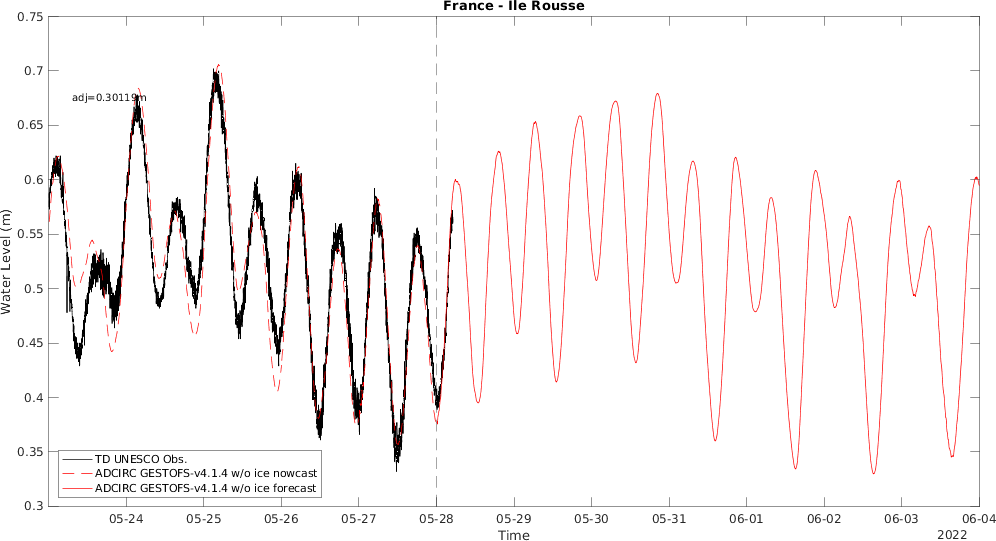 France - Ile Rousse
Water Level (m)
0.75
0.7
0.65
0.6
0.55
0.5
0.45
0.4
0.35
0.3
adj=0.30119m
TD UNESCO Obs.
ADCIRC GESTOFS-v4.1.4 w/o ice nowcast
ADCIRC GESTOFS-v4.1.4 w/o ice forecast
05-24 05-25 05-26 05-27 05-28 05-29 05-30 05-31 06-01 06-02 06-03 06-04
Time
2022